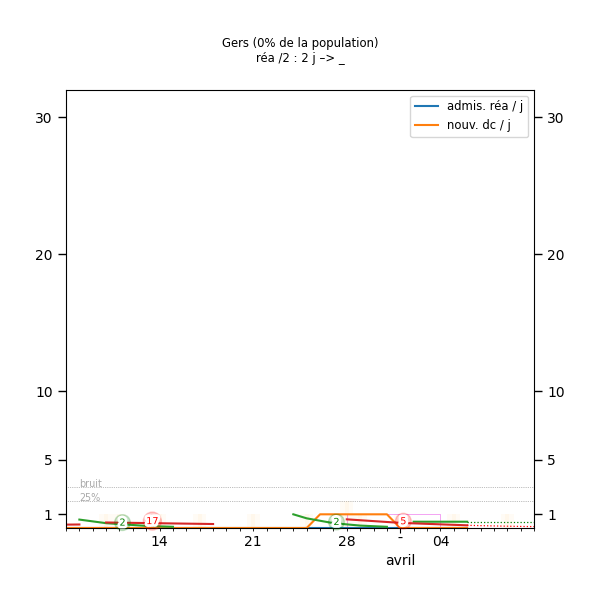 Gers (0% de la population)
réa /2 : 2 j –> _
admis. réa / j
nouv. dc / j
30 30
20 20
10 10
5 5
bruit
25%
1 2 17 2 5 1
14 21 28 - 04
avril